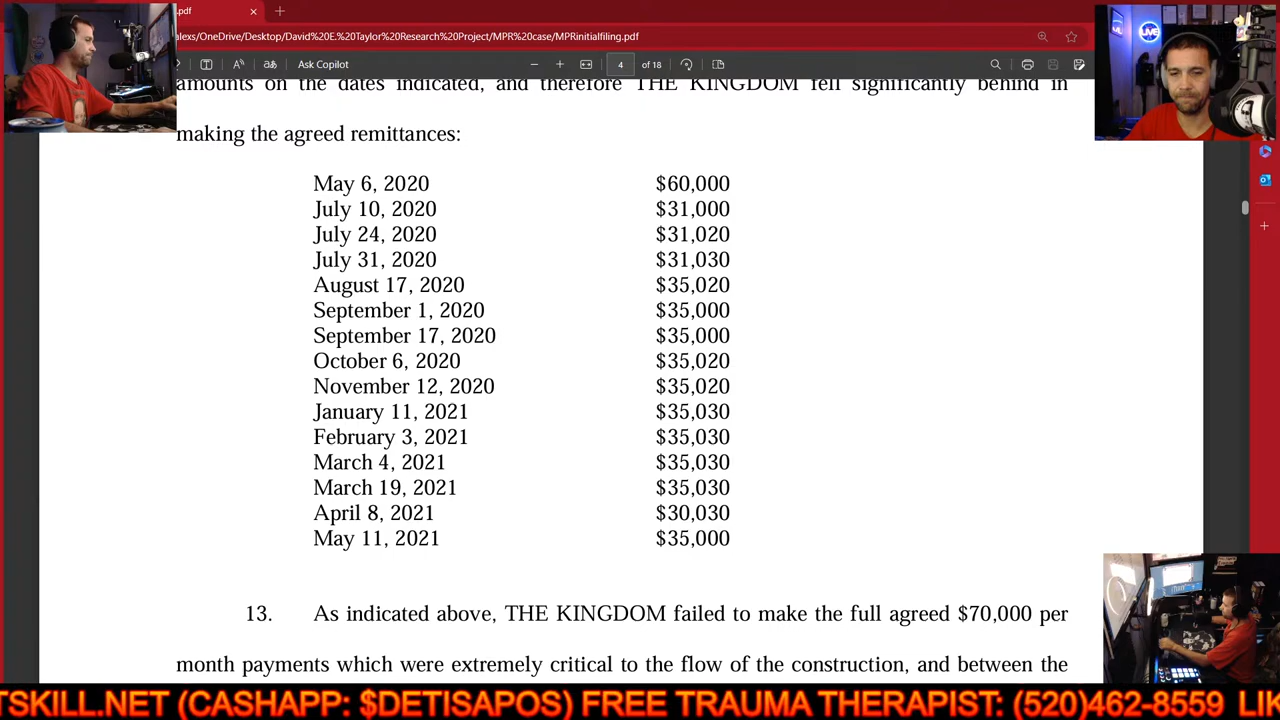 .pdf
alexs/OneDrive/Desktop/David%20E.%20Taylor%20Research%20Project/MPR%20case/MPRinitialfiling.pdf
Ask Copilot
4 of 18
amounts on the dates indicated, and therefore THE KINGDOM fell significantly behind in
making the agreed remittances:
May 6, 2020 $60,000
July 10, 2020 $31,000
July 24, 2020 $31,020
July 31, 2020 $31,030
August 17, 2020 $35,020
September 1, 2020 $35,000
September 17, 2020 $35,000
October 6, 2020 $35,020
November 12, 2020 $35,020
January 11, 2021 $35,030
February 3, 2021 $35,030
March 4, 2021 $35,030
March 19, 2021 $35,030
April 8, 2021 $30,030
May 11, 2021 $35,000
13. As indicated above, THE KINGDOM failed to make the full agreed $70,000 per
month payments which were extremely critical to the flow of the construction, and between the
TSKILL.NET (CASHAPP: $DETISAPOS) FREE TRAUMA THERAPIST: (520)462-8559 LIK
LIVE